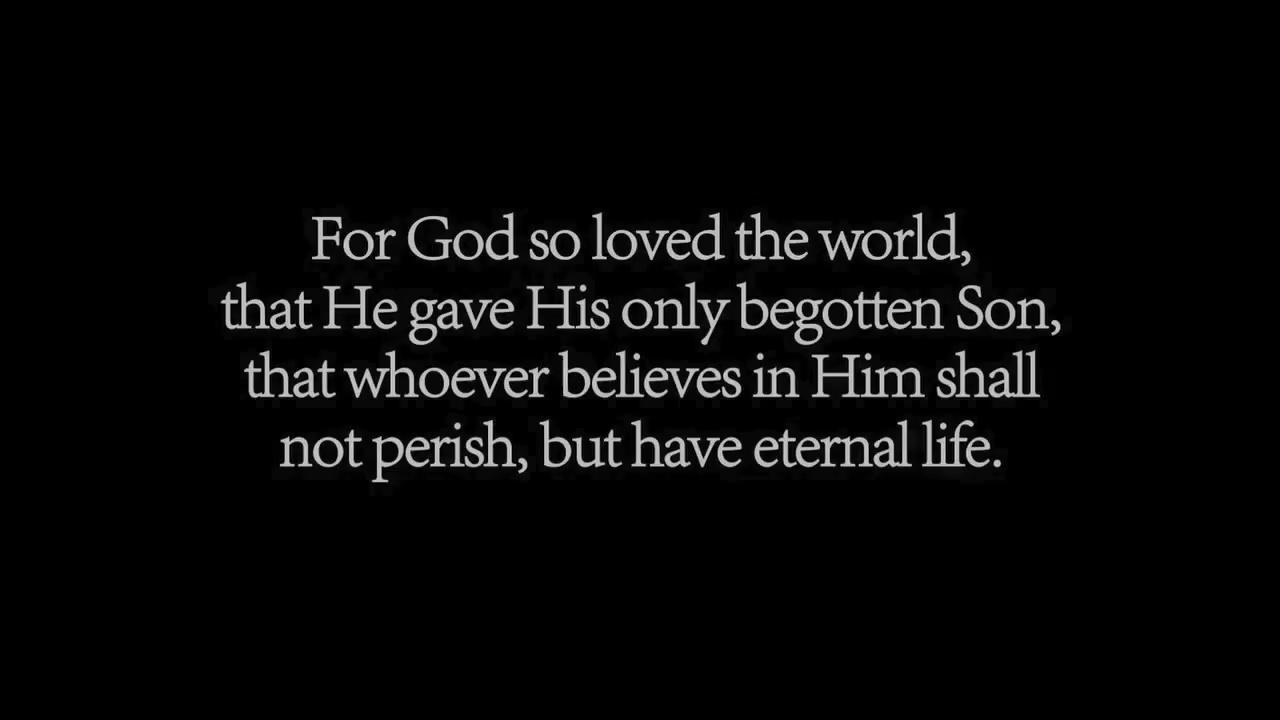 For God so loved the world,
that He gave His only begotten Son,
that whoever believes in Him shall
not perish, but have eternal life.